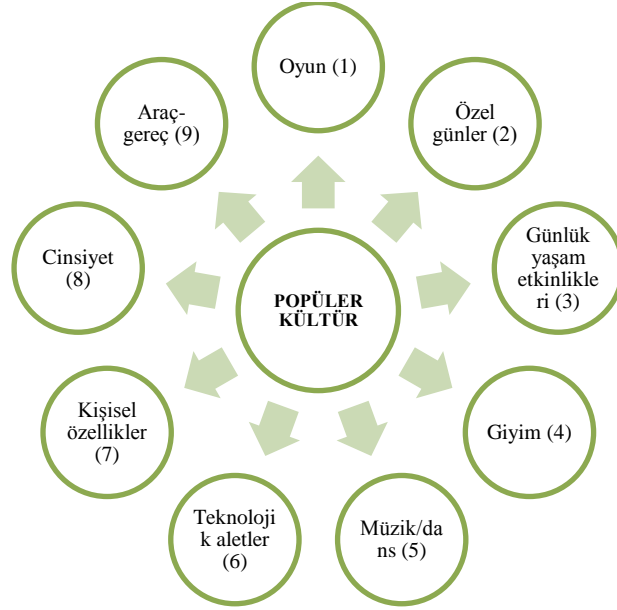 Oyun (1)
Özel
günler (2)
Günlük
yaşam
etkinlikle
ri (3)
Giyim (4)
Müzik/da
ns (5)
Teknoloji
k aletler
(6)
Kişisel
özellikler
(7)
Cinsiyet
(8)
Araç-
gereç (9)
POPÜLER
KÜLTÜR